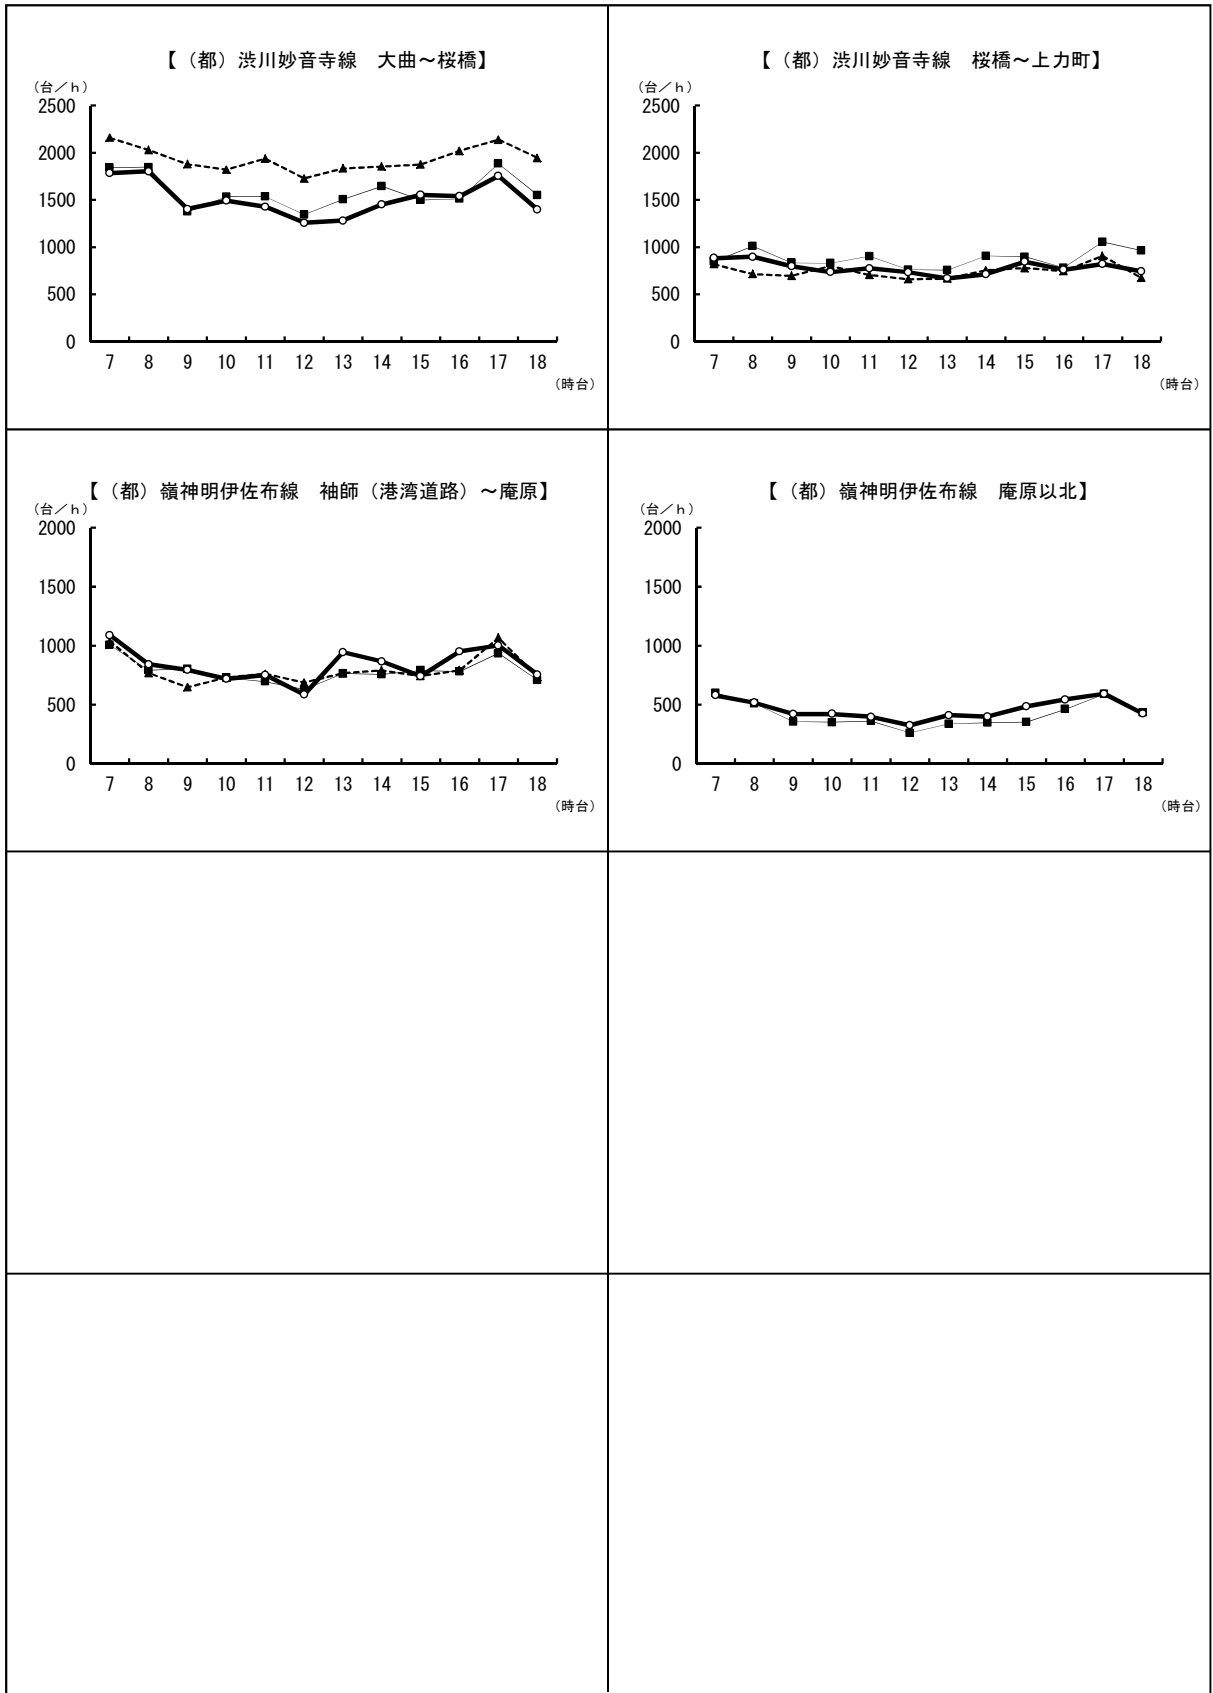 【（都）渋川妙音寺線　大曲～桜橋】
（台／ｈ）
2500
2000
1500
1000
500
0
7 8 9 10 11 12 13 14 15 16 17 18
（時台）
【（都）渋川妙音寺線　桜橋～上力町】
（台／ｈ）
2500
2000
1500
1000
500
0
7 8 9 10 11 12 13 14 15 16 17 18
（時台）
【（都）嶺神明伊佐布線　袖師（港湾道路）～庵原】
（台／ｈ）
2000
1500
1000
500
0
7 8 9 10 11 12 13 14 15 16 17 18
（時台）
【（都）嶺神明伊佐布線　庵原以北】
（台／ｈ）
2000
1500
1000
500
0
7 8 9 10 11 12 13 14 15 16 17 18
（時台）